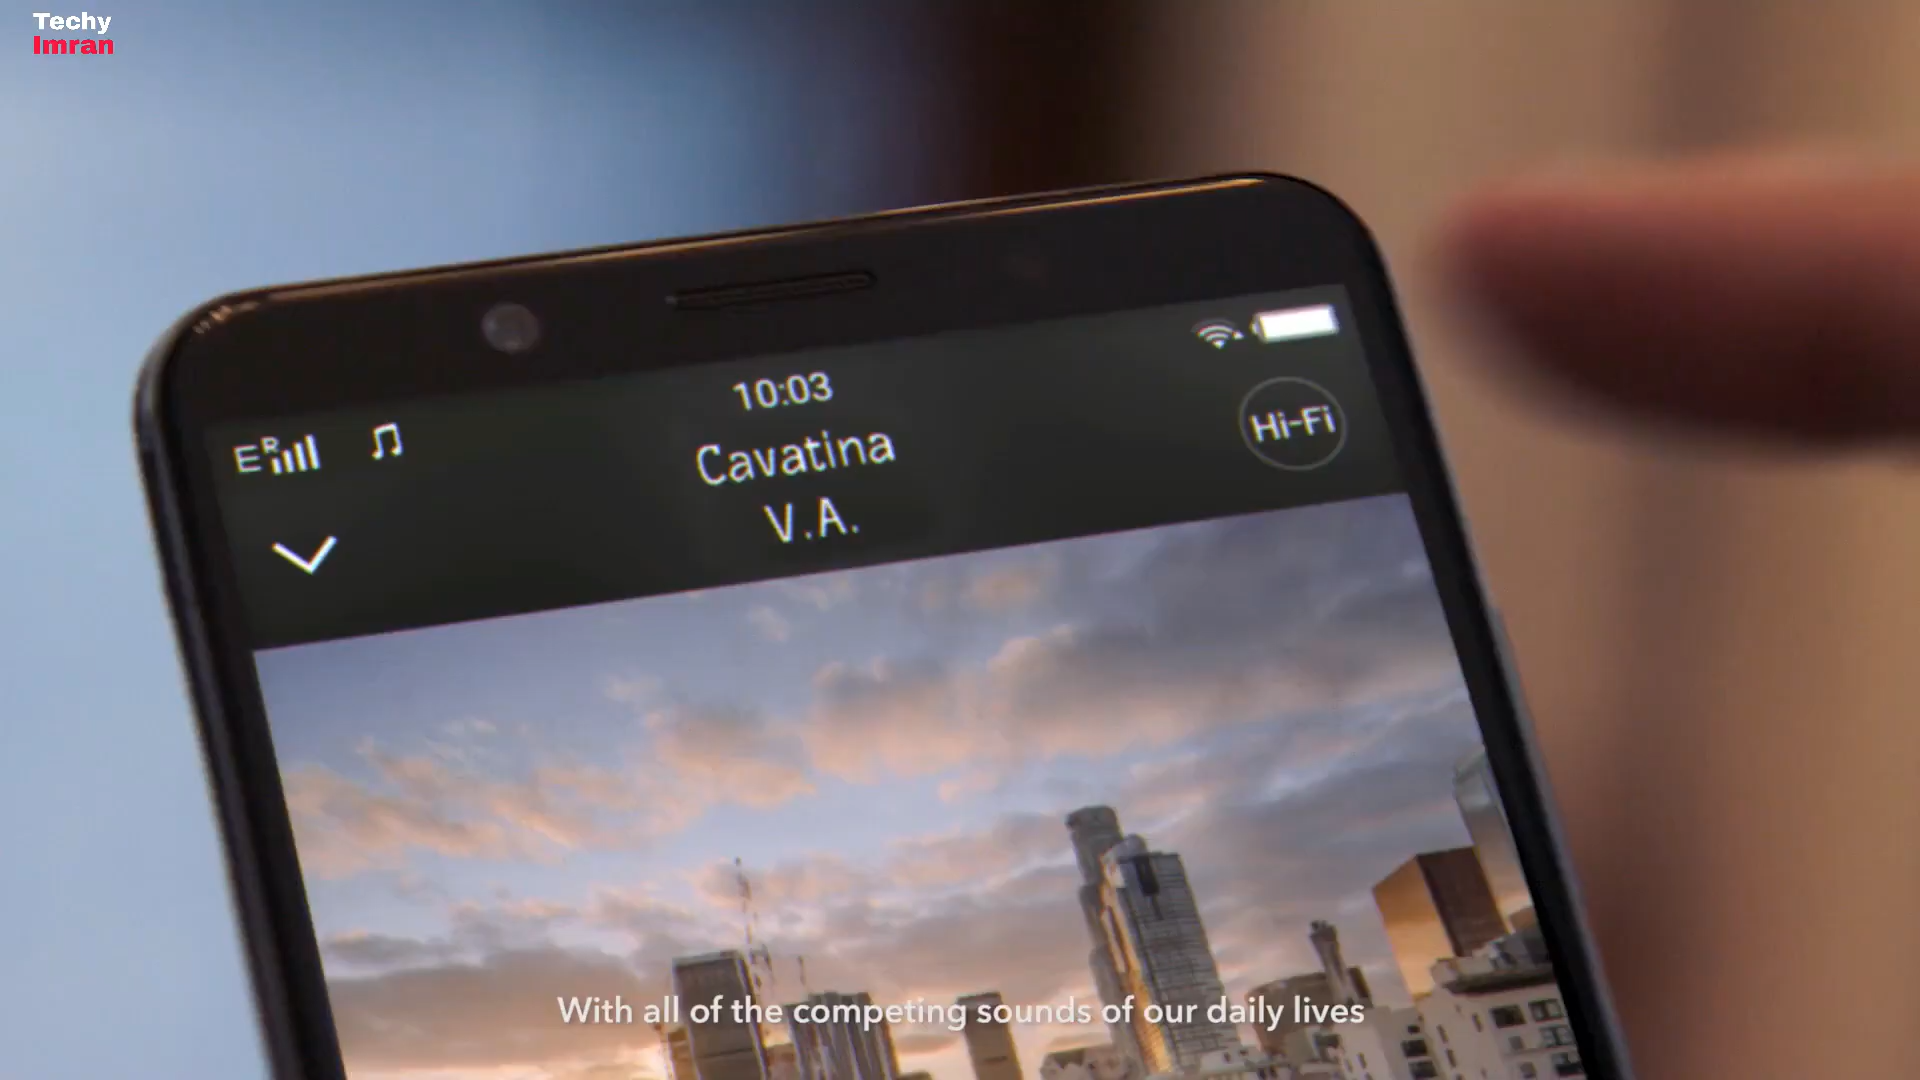 Techy
Imran
10:03
E R
Cavatina
Hi-Fi
V.A.
With all of the competing sounds of our daily lives